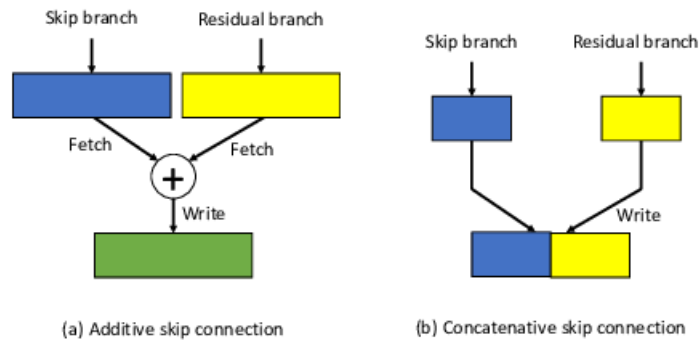 Skip branch
Residual branch
Fetch
Fetch
+
Write
(a) Additive skip connection
Skip branch
Residual branch
Write
(b) Concatenative skip connection